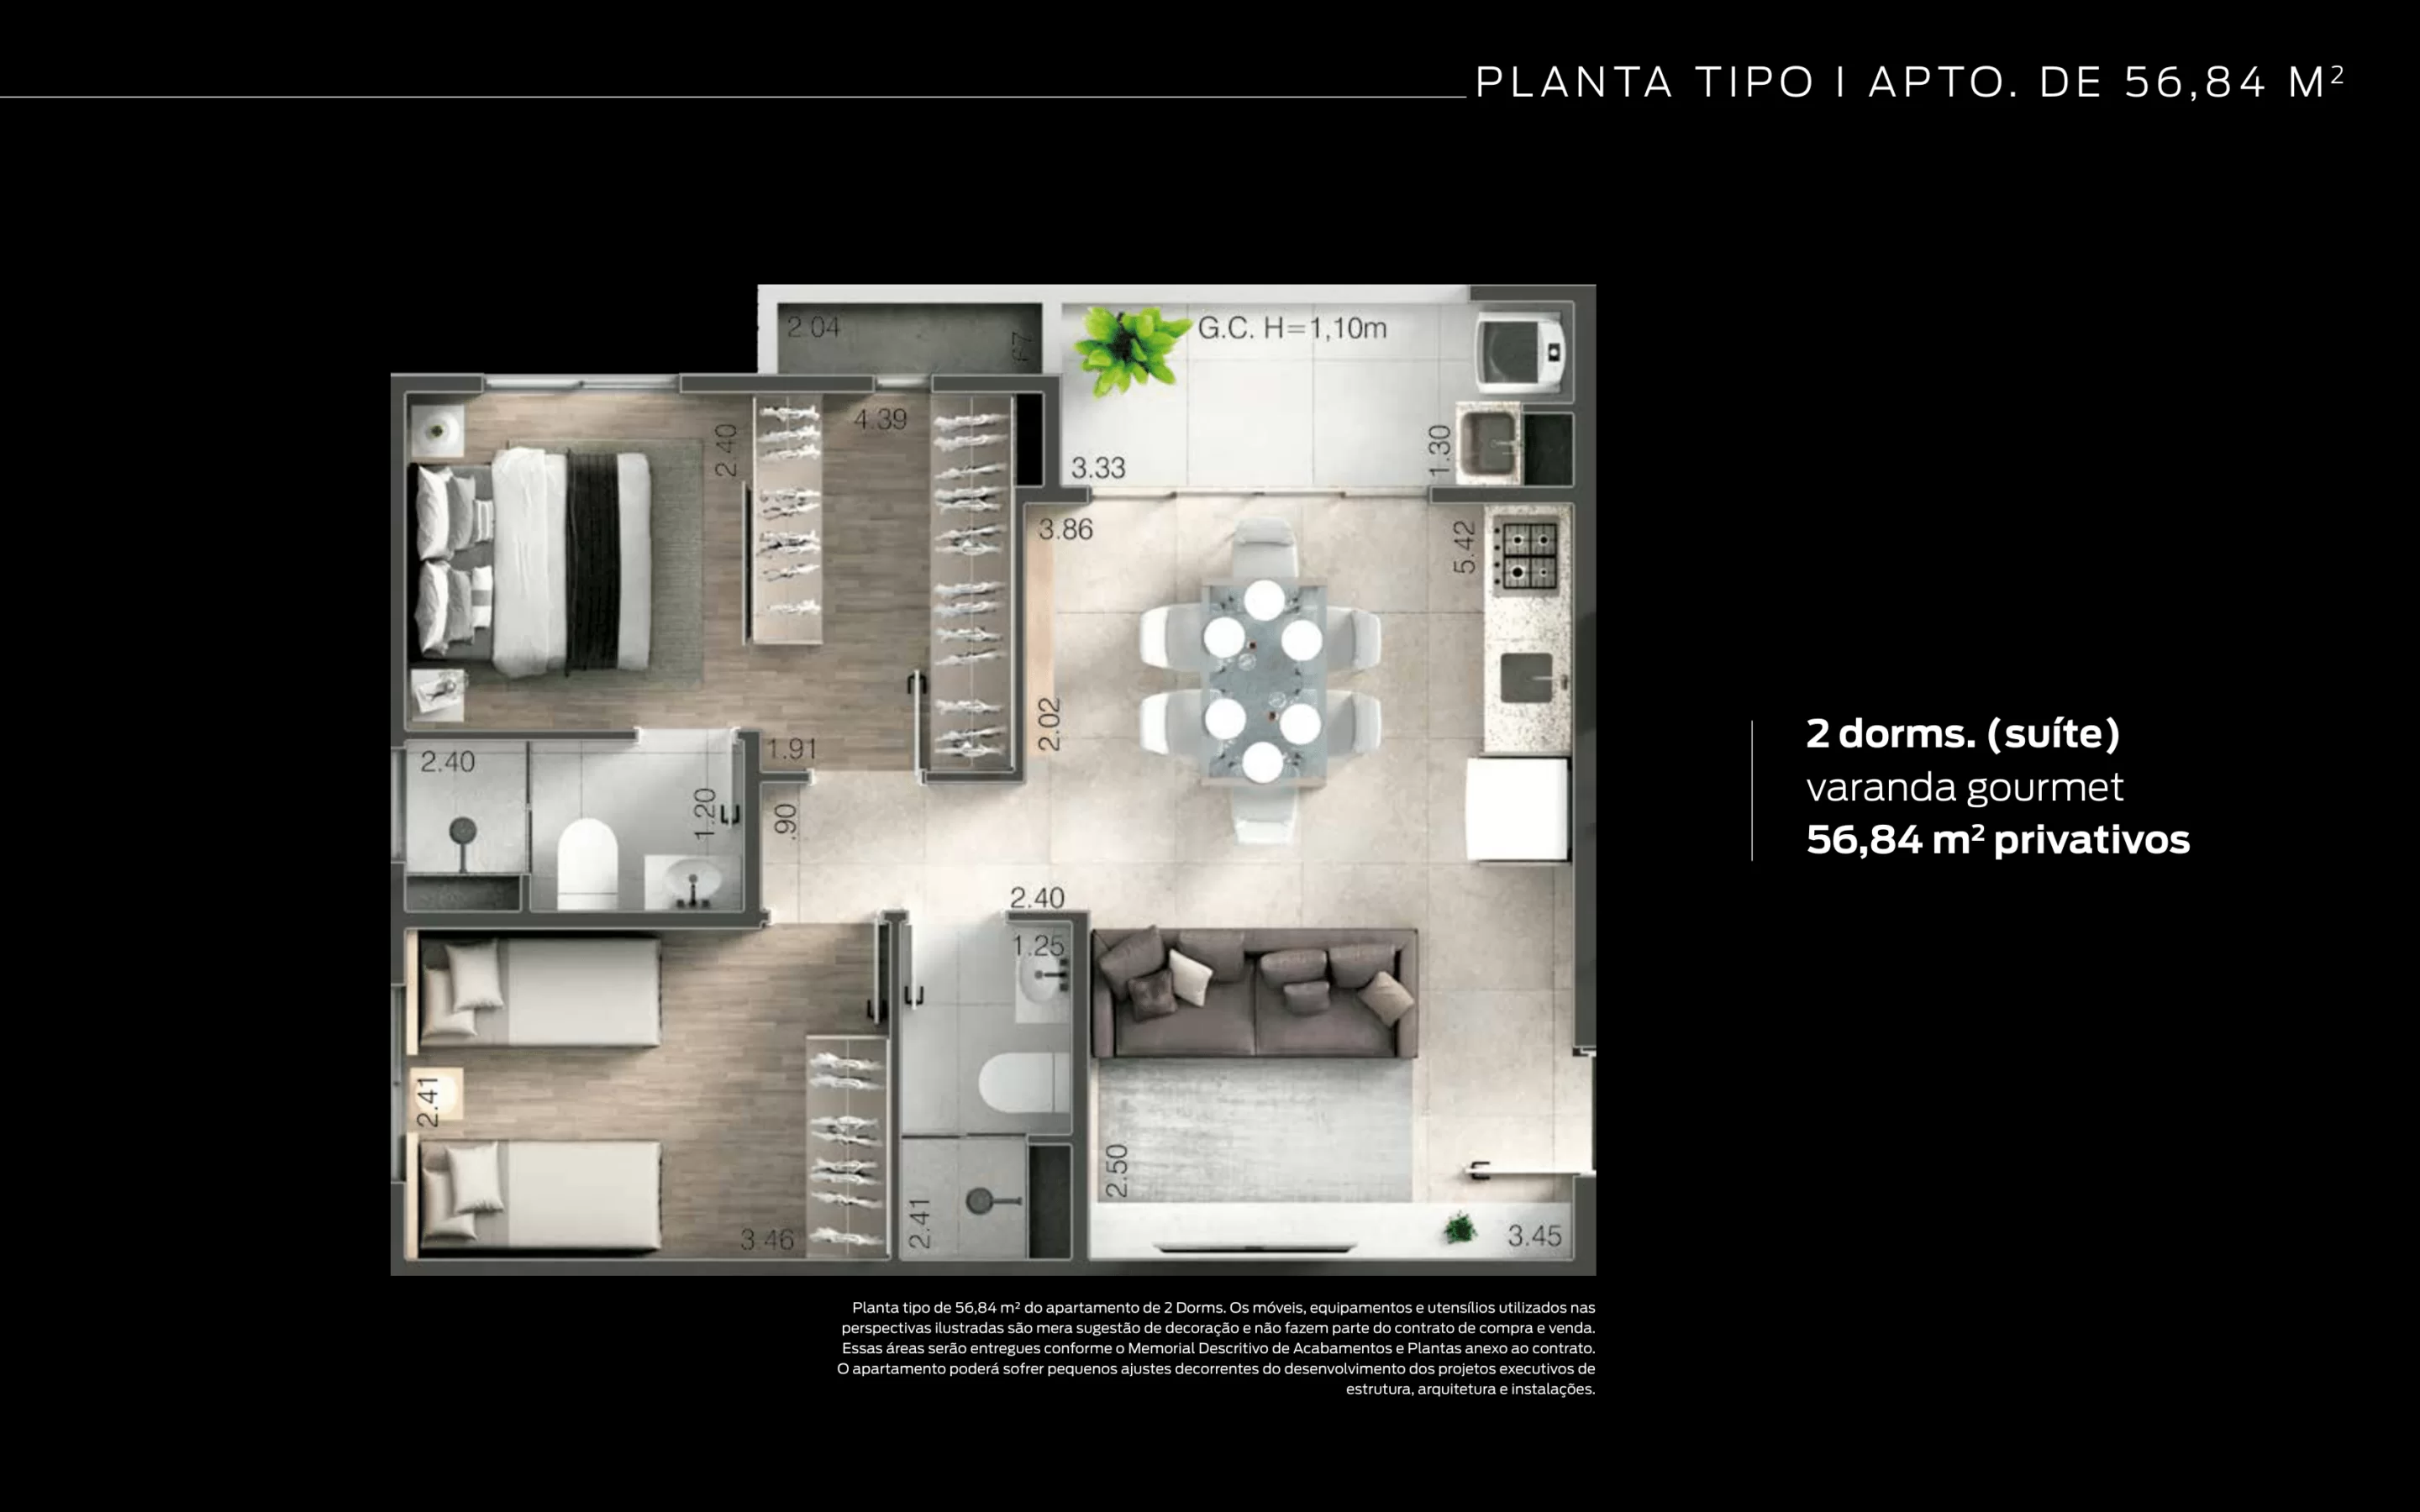 PLANTA TIPO I APTO. DE 56,84 M²
2.04
.67
G.C. H=1,10m
4.39
2.40
3.33
1.30
3.86
5.42
2.02
1.91
2.40
1.20
.90
2.40
1.25
2.41
2.50
2.41
3.46
3.45
2 dorms. (suíte)
varanda gourmet
56,84 m² privativos
Planta tipo de 56,84 m² do apartamento de 2 Dorms. Os móveis, equipamentos e utensílios utilizados nas
perspectivas ilustradas são mera sugestão de decoração e não fazem parte do contrato de compra e venda.
Essas áreas serão entregues conforme o Memorial Descritivo de Acabamentos e Plantas anexo ao contrato.
O apartamento poderá sofrer pequenos ajustes decorrentes do desenvolvimento dos projetos executivos de
estrutura, arquitetura e instalações.